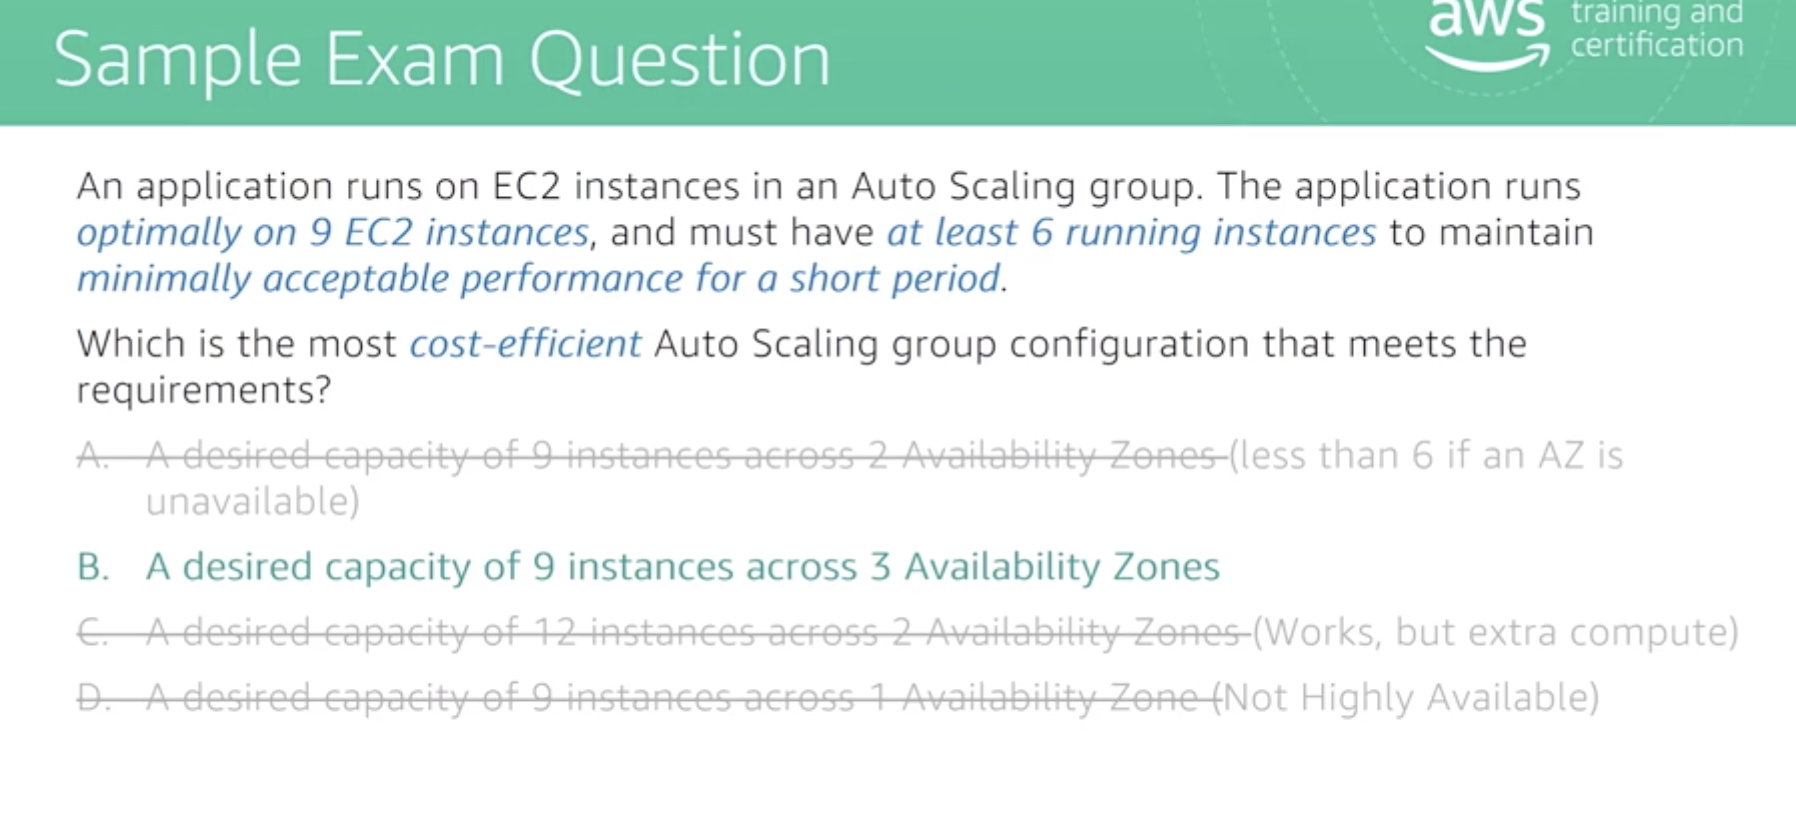 Sample Exam Question
aws
training and
certification
An application runs on EC2 instances in an Auto Scaling group. The application runs
optimally on 9 EC2 instances, and must have at least 6 running instances to maintain
minimally acceptable performance for a short period.
Which is the most cost-efficient Auto Scaling group configuration that meets the
requirements?
A. A desired capacity of 9 instances across 2 Availability Zones (less than 6 if an AZ is
unavailable)
B. A desired capacity of 9 instances across 3 Availability Zones
C. A desired capacity of 12 instances across 2 Availability Zones (Works, but extra compute)
D. A desired capacity of 9 instances across 1 Availability Zone (Not Highly Available)